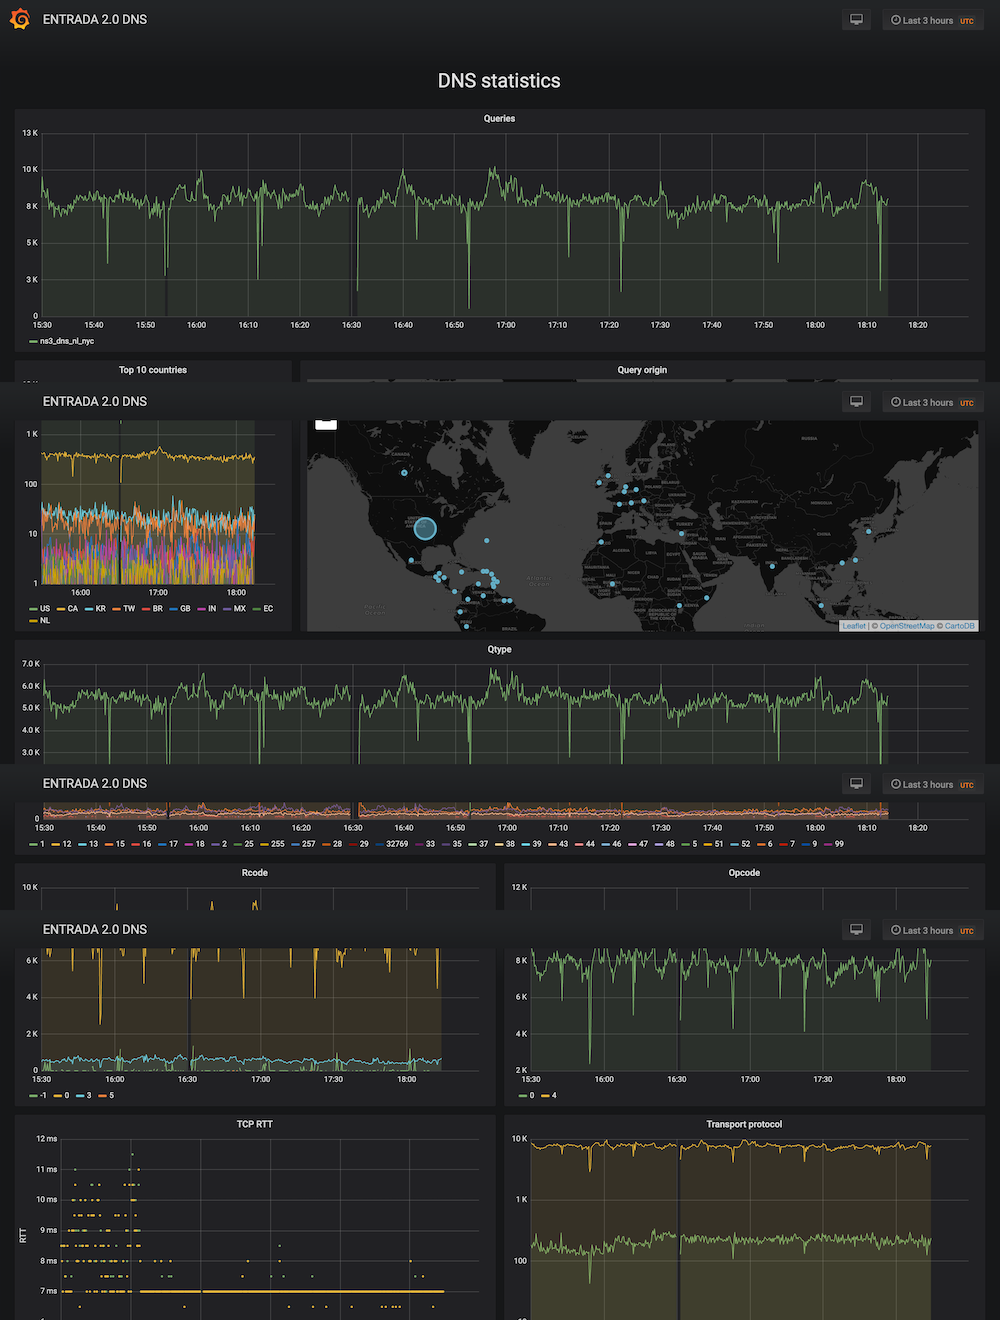 ENTRADA 2.0 DNS
Last 3 hours UTC
DNS statistics
Queries
13 K
10 K
8 K
5 K
3 K
0
15:30 15:40 15:50 16:00 16:10 16:20 16:30 16:40 16:50 17:00 17:10 17:20 17:30 17:40 17:50 18:00 18:10 18:20
ns3_dns_nl_nyc
Top 10 countries
Query origin
ENTRADA 2.0 DNS
Last 3 hours UTC
1 K
100
10
1
16:00 17:00 18:00
US CA KR TW BR GB IN MX EC
NL
Leaflet | © OpenStreetMap © CartoDB
Qtype
7.0 K
6.0 K
5.0 K
4.0 K
3.0 K
ENTRADA 2.0 DNS
Last 3 hours UTC
0
15:30 15:40 15:50 16:00 16:10 16:20 16:30 16:40 16:50 17:00 17:10 17:20 17:30 17:40 17:50 18:00 18:10 18:20
1 12 13 15 16 17 18 2 25 255 257 28 29 32769 33 35 37 38 39 43 44 46 47 48 5 51 52 6 7 9 99
Rcode
Opcode
10 K
12 K
ENTRADA 2.0 DNS
Last 3 hours UTC
6 K
4 K
2 K
0
15:30 16:00 16:30 17:00 17:30 18:00
-1 0 3 5
8 K
6 K
4 K
2 K
15:30 16:00 16:30 17:00 17:30 18:00
0 4
TCP RTT
12 ms
11 ms
10 ms
9 ms
8 ms
7 ms
RTT
Transport protocol
10 K
1 K
100